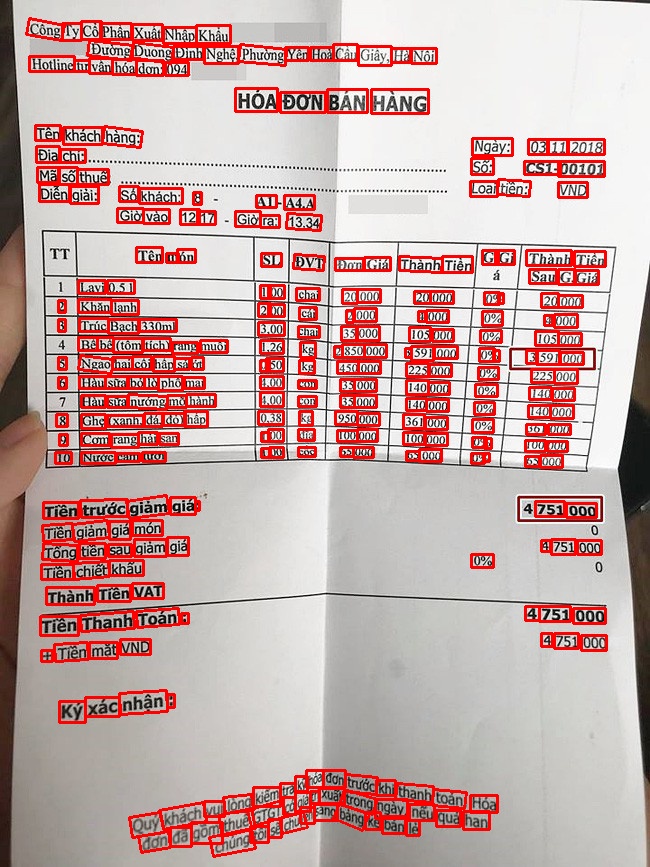 Công Ty Cổ Phần Xuất Nhập Khẩu
Đường Dương Đình Nghệ, Phường Yên Hoà Cầu Giấy, Hà Nội
Hotline tư vấn hóa đơn: 094
HÓA ĐƠN BÁN HÀNG
Tên khách hàng:
Ngày: 03 11 2018
Địa chỉ:
Số: CS1-00101
Mã số thuế
Loại tiền: VND
Diễn giải: Số khách: 8 - A1-A4.A
Giờ vào 12 17 - Giờ ra: 13.34
TT Tên món SL ĐVT Đơn Giá Thành Tiền G Giá Thành Tiền Sau G.Giá
1 Lavi 0.5 l 1,00 chai 20 000 20 000 0% 20 000
2 Khăn lạnh 2,00 cái 2 000 4 000 0% 4 000
3 Trúc Bạch 330ml 3,00 chai 35 000 105 000 0% 105 000
4 Bề bề (tôm tích) rang muối 1,26 kg 2 850 000 3 591 000 0% 3 591 000
5 Ngao hai cồi hấp sả ớt 0,50 kg 450 000 225 000 0% 225 000
6 Hàu sữa bỏ lò phô mai 4,00 con 35 000 140 000 0% 140 000
7 Hàu sữa nướng mỡ hành 4,00 con 35 000 140 000 0% 140 000
8 Ghẹ (xanh, đá, đỏ) hấp 0,38 kg 950 000 361 000 0% 361 000
9 Cơm rang hải sản 1,00 100 000 100 000 0% 100 000
10 Nước cam tươi 1,00 cốc 65 000 65 000 0% 65 000
Tiền trước giảm giá 4 751 000
Tiền giảm giá món 0
Tổng tiền sau giảm giá 4 751 000
Tiền chiết khấu 0% 0
Thành Tiền VAT
Tiền Thanh Toán : 4 751 000
+ Tiền mặt VND 4 751 000
Ký xác nhận :
Quý khách vui lòng kiểm tra kỹ hóa đơn trước khi thanh toán, Hóa
đơn đã gồm thuế GTGT có giá trị xuất trong ngày nếu quá hạn
chúng tôi sẽ chuyển sang bảng kê bán lẻ